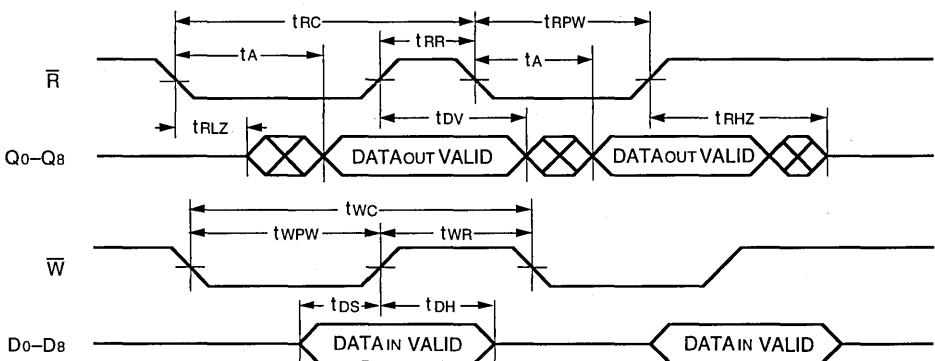 tRC tRPW
tA tRR tA
R̅
tRLZ tDV tRHZ
Q0–Q8 DATAOUT VALID DATAOUT VALID
tWC
tWPW tWR
W̅
tDS tDH
D0–D8 DATAIN VALID DATAIN VALID